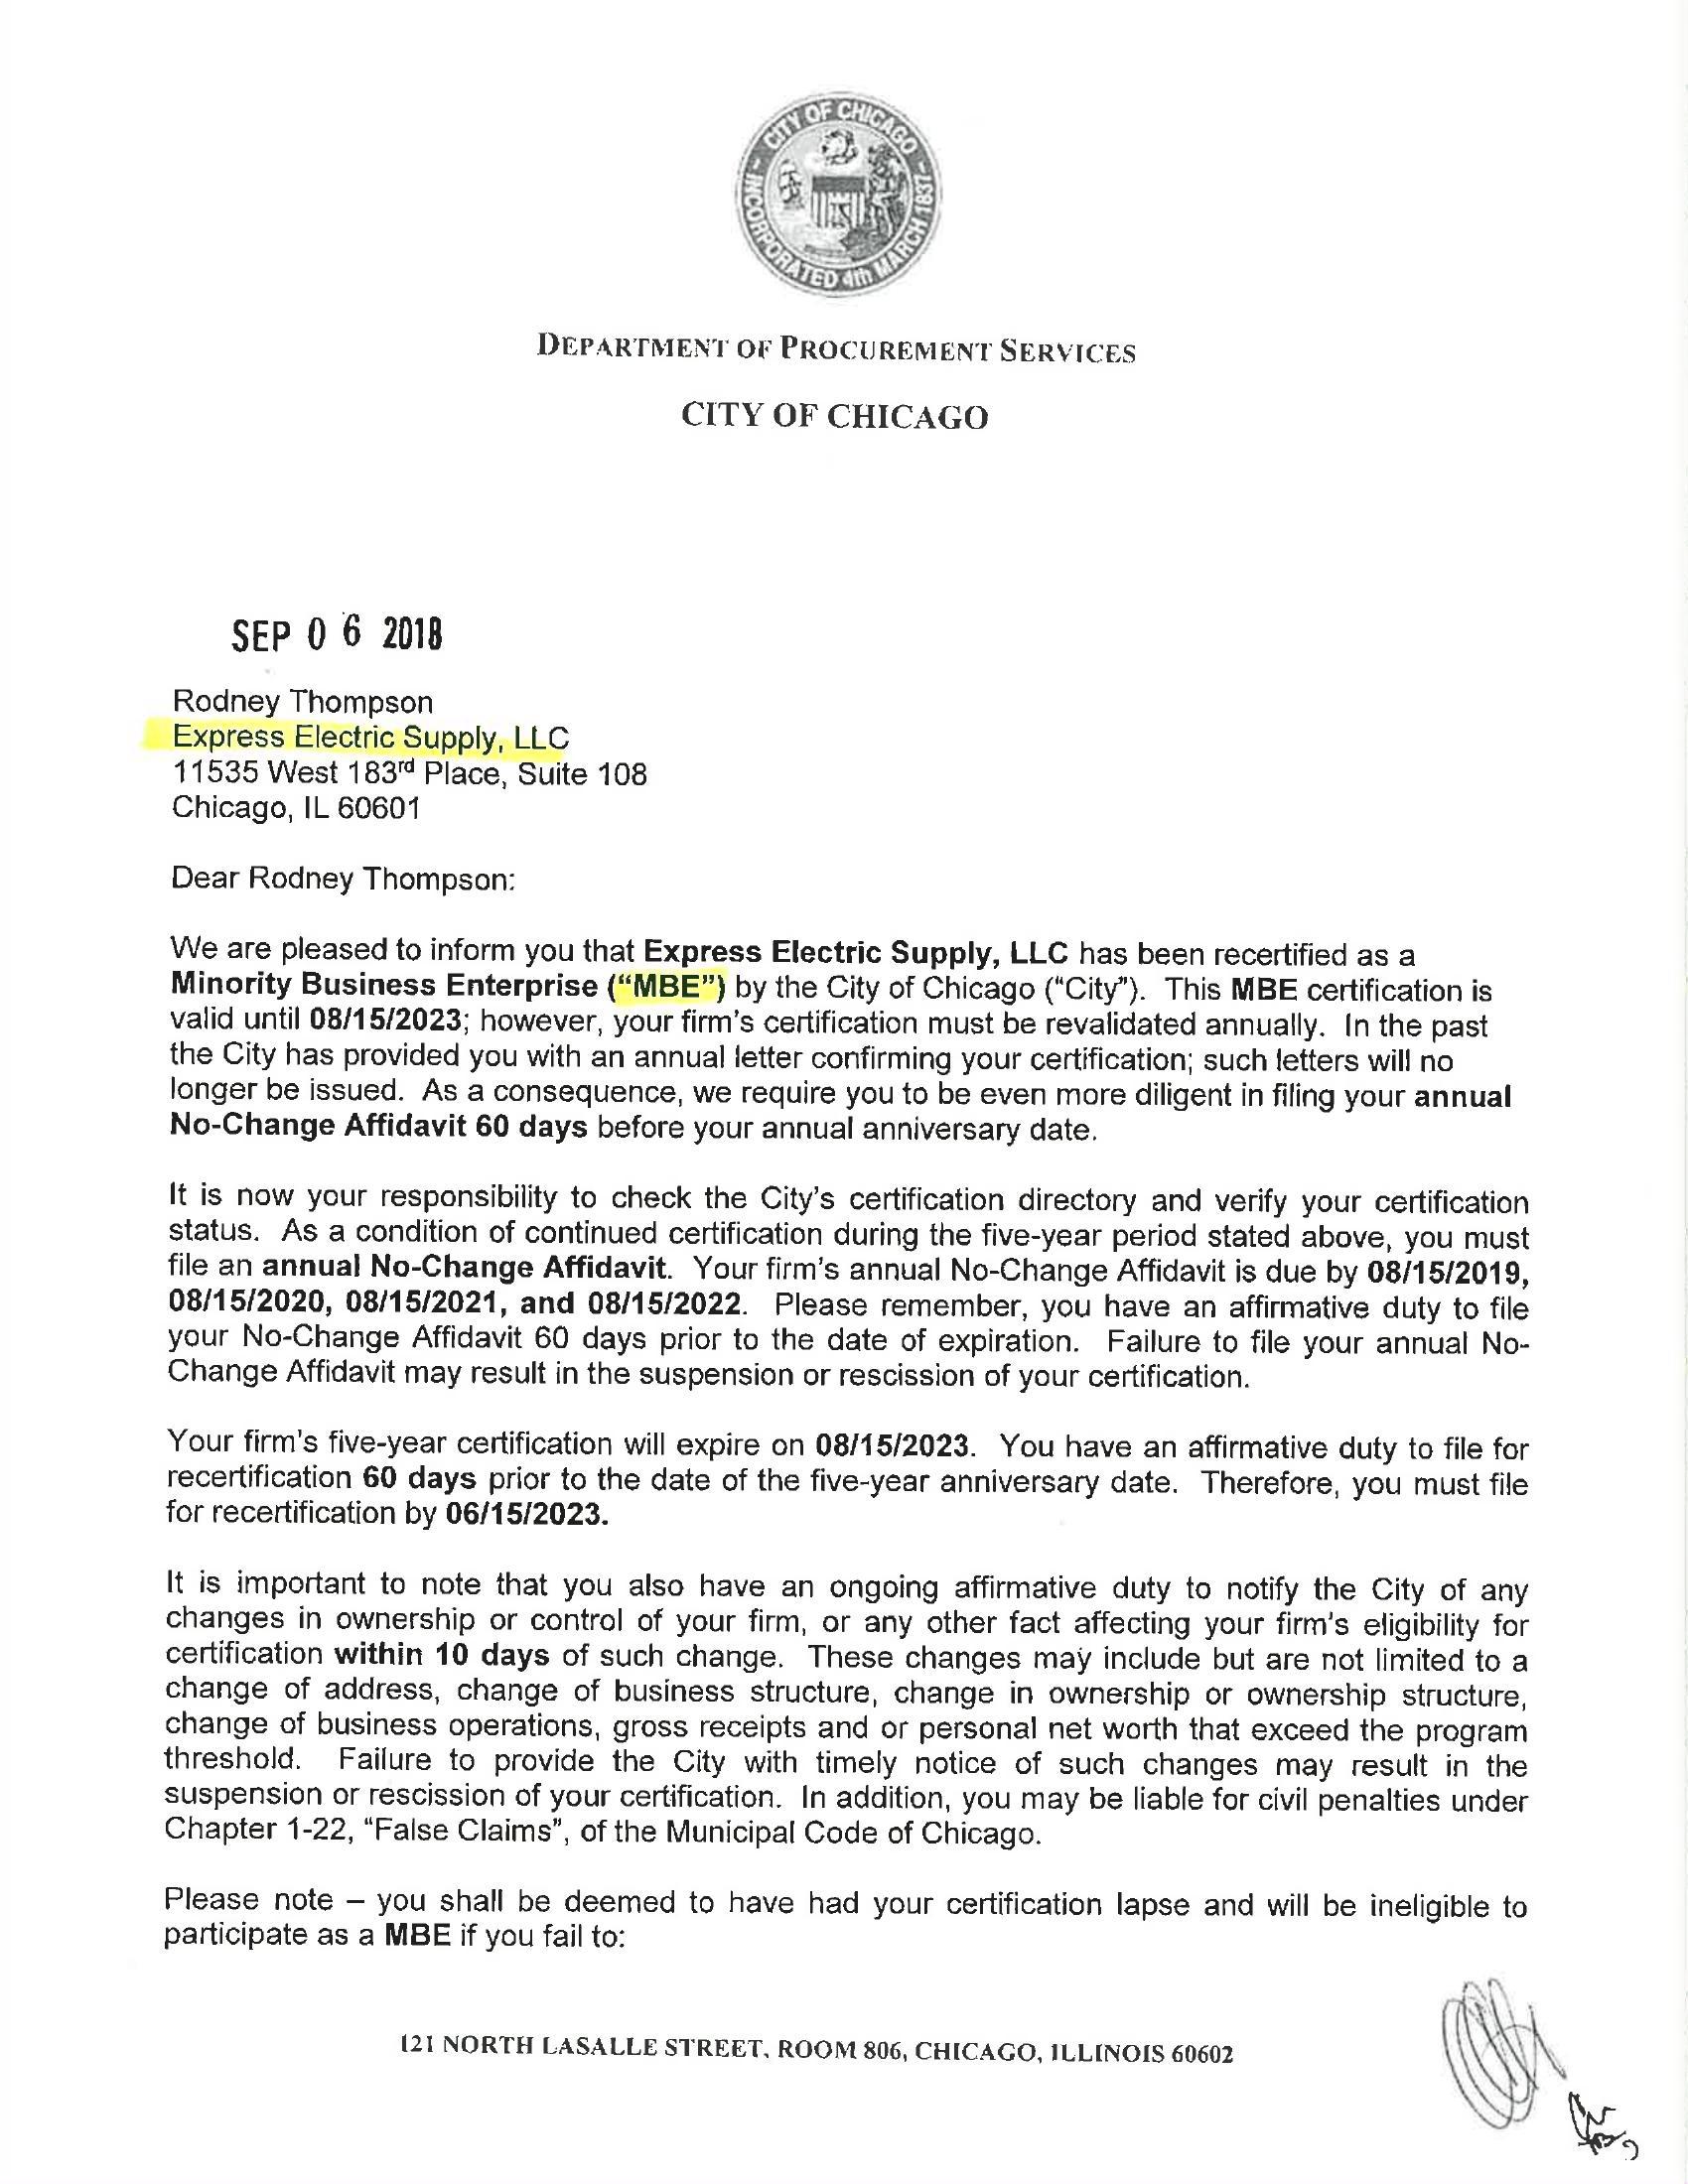 CITY OF CHICAGO
INCORPORATED 4th MARCH 1837
DEPARTMENT OF PROCUREMENT SERVICES
CITY OF CHICAGO
SEP 06 2018
Rodney Thompson
Express Electric Supply, LLC
11535 West 183rd Place, Suite 108
Chicago, IL 60601
Dear Rodney Thompson:
We are pleased to inform you that Express Electric Supply, LLC has been recertified as a
Minority Business Enterprise (“MBE”) by the City of Chicago (“City”). This MBE certification is
valid until 08/15/2023; however, your firm's certification must be revalidated annually. In the past
the City has provided you with an annual letter confirming your certification; such letters will no
longer be issued. As a consequence, we require you to be even more diligent in filing your annual
No-Change Affidavit 60 days before your annual anniversary date.
It is now your responsibility to check the City's certification directory and verify your certification
status. As a condition of continued certification during the five-year period stated above, you must
file an annual No-Change Affidavit. Your firm's annual No-Change Affidavit is due by 08/15/2019,
08/15/2020, 08/15/2021, and 08/15/2022. Please remember, you have an affirmative duty to file
your No-Change Affidavit 60 days prior to the date of expiration. Failure to file your annual No-
Change Affidavit may result in the suspension or rescission of your certification.
Your firm's five-year certification will expire on 08/15/2023. You have an affirmative duty to file for
recertification 60 days prior to the date of the five-year anniversary date. Therefore, you must file
for recertification by 06/15/2023.
It is important to note that you also have an ongoing affirmative duty to notify the City of any
changes in ownership or control of your firm, or any other fact affecting your firm's eligibility for
certification within 10 days of such change. These changes may include but are not limited to a
change of address, change of business structure, change in ownership or ownership structure,
change of business operations, gross receipts and or personal net worth that exceed the program
threshold. Failure to provide the City with timely notice of such changes may result in the
suspension or rescission of your certification. In addition, you may be liable for civil penalties under
Chapter 1-22, “False Claims”, of the Municipal Code of Chicago.
Please note – you shall be deemed to have had your certification lapse and will be ineligible to
participate as a MBE if you fail to:
121 NORTH LASALLE STREET, ROOM 806, CHICAGO, ILLINOIS 60602